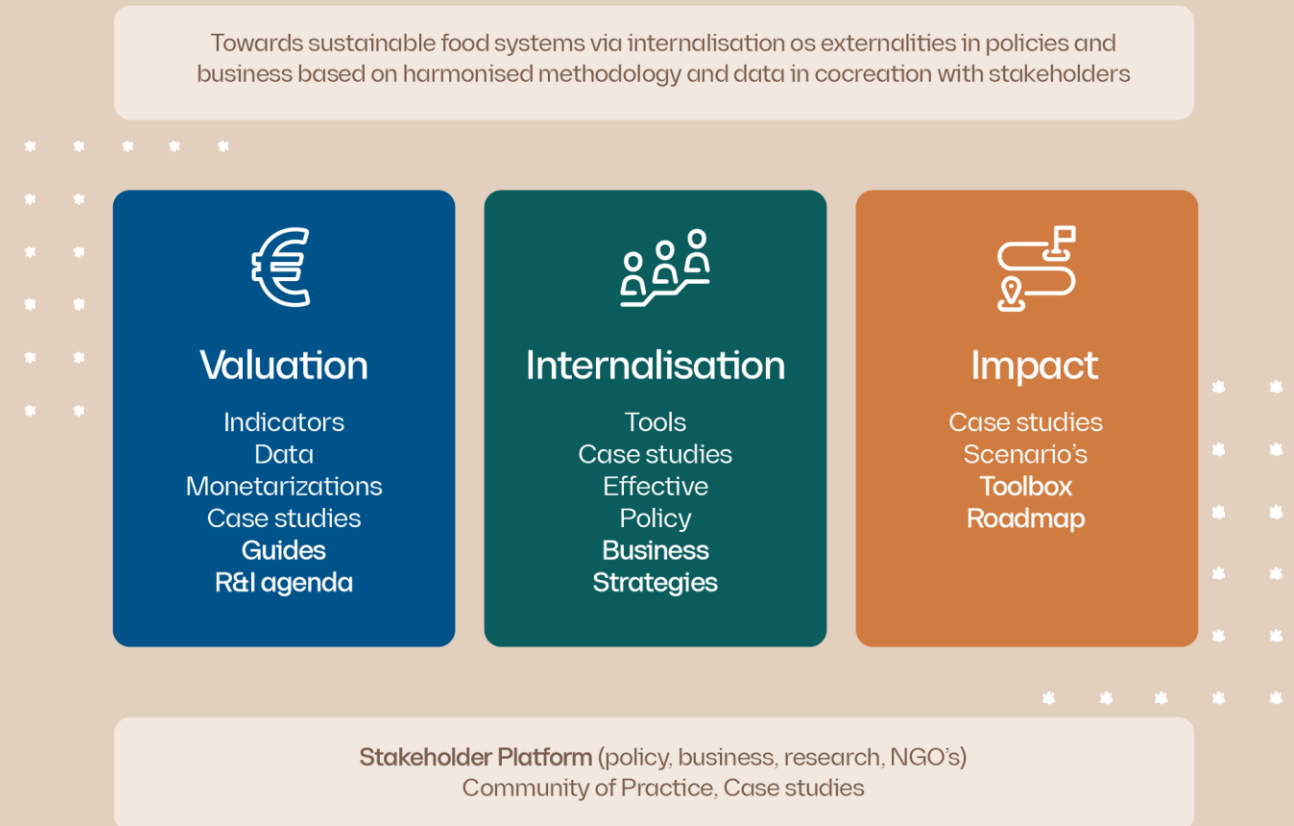 Towards sustainable food systems via internalisation os externalities in policies and
business based on harmonised methodology and data in cocreation with stakeholders
Valuation
Indicators
Data
Monetarizations
Case studies
Guides
R&I agenda
Internalisation
Tools
Case studies
Effective
Policy
Business
Strategies
Impact
Case studies
Scenario's
Toolbox
Roadmap
Stakeholder Platform (policy, business, research, NGO's)
Community of Practice, Case studies